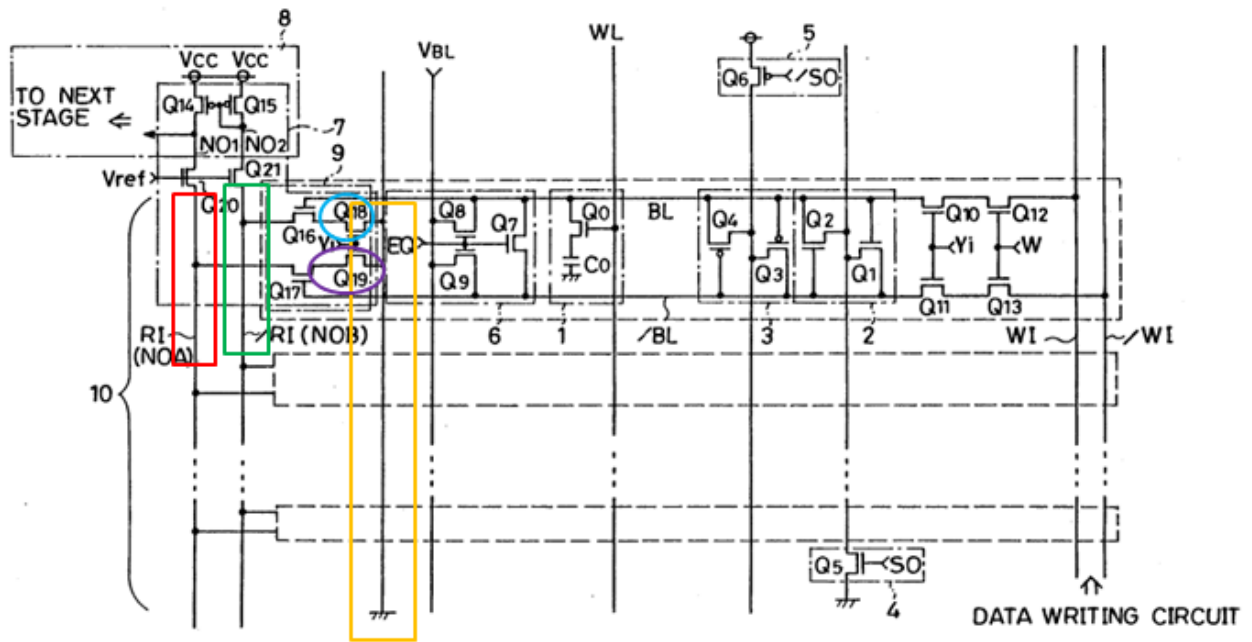 8
VCC VCC
VBL
WL
5
Q6 /SO
TO NEXT
STAGE ⇐
Q14 Q15
7
NO1 NO2
Vref
Q21
9
Q20
Q18
Q8
Q7
Q0
BL
Q4
Q2
Q10 Q12
Q16
Yi
EQ
Yi
W
Q19
Q9
C0
Q3
Q1
Q17
Q11 Q13
RI
(NOA)
/RI (NOB)
6
1
/BL
3
2
WI
/WI
10
Q5 SO
4
DATA WRITING CIRCUIT